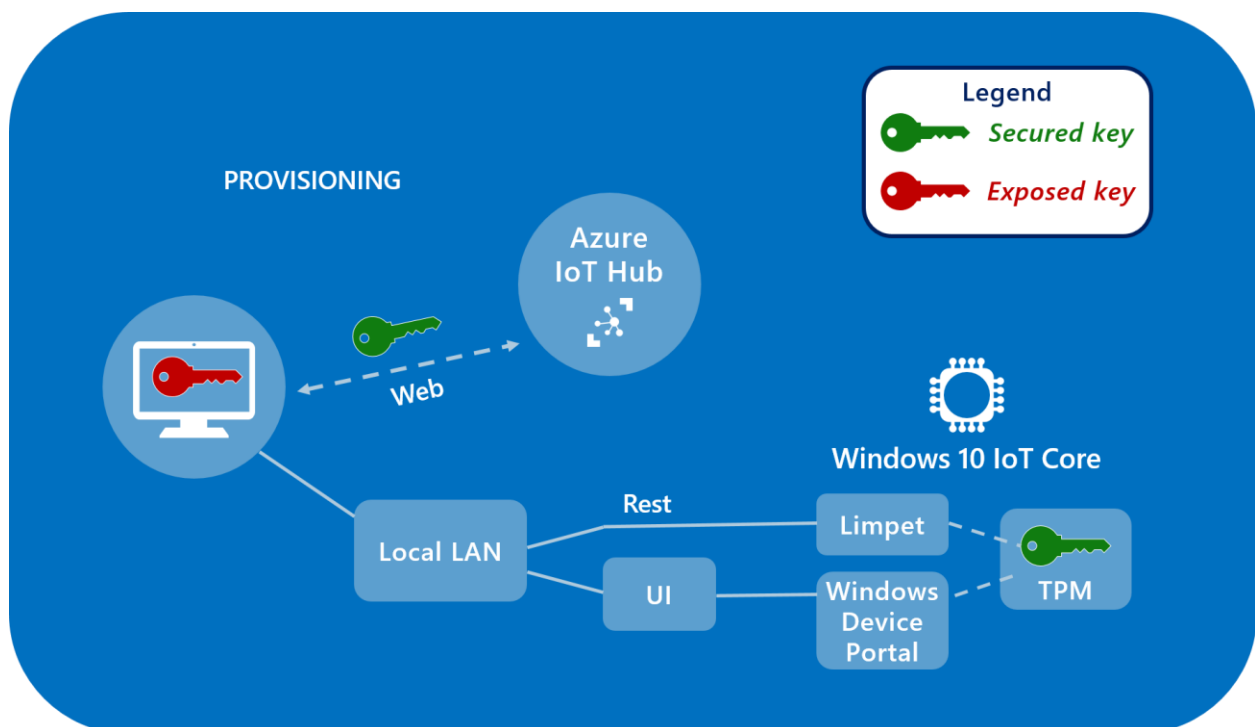 Legend
Secured key
Exposed key
PROVISIONING
Azure
IoT Hub
Web
Windows 10 IoT Core
Rest
Limpet
Local LAN
UI
Windows
Device
Portal
TPM